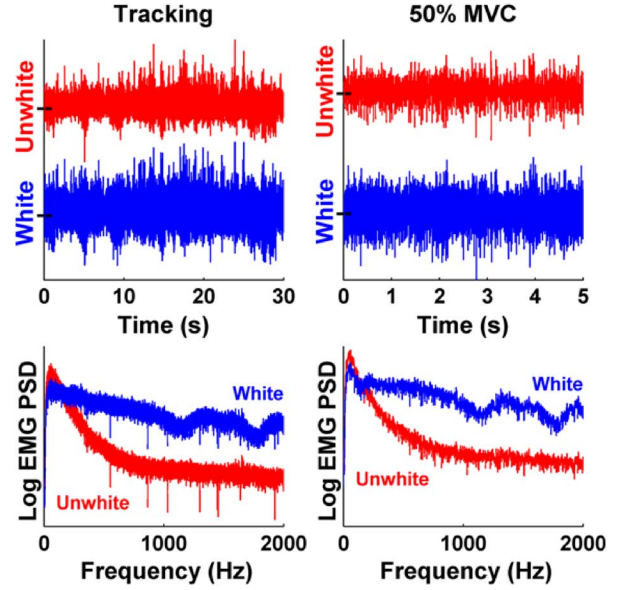 Tracking
50% MVC
Unwhite
White
0 10 20 30
Time (s)
Unwhite
White
0 1 2 3 4 5
Time (s)
Log EMG PSD
White
Unwhite
0 1000 2000
Frequency (Hz)
Log EMG PSD
White
Unwhite
0 1000 2000
Frequency (Hz)